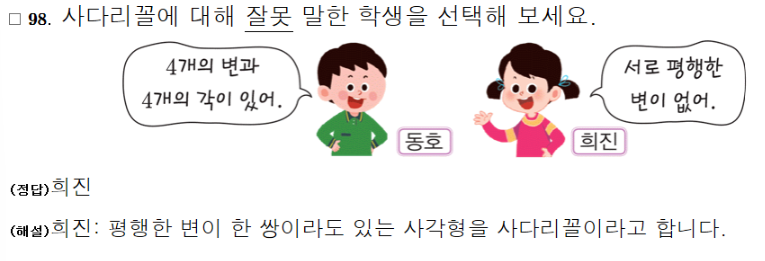 □ 98. 사다리꼴에 대해 잘못 말한 학생을 선택해 보세요.
4개의 변과
4개의 각이 있어.
동호
서로 평행한
변이 없어.
희진
(정답)희진
(해설)희진: 평행한 변이 한 쌍이라도 있는 사각형을 사다리꼴이라고 합니다.